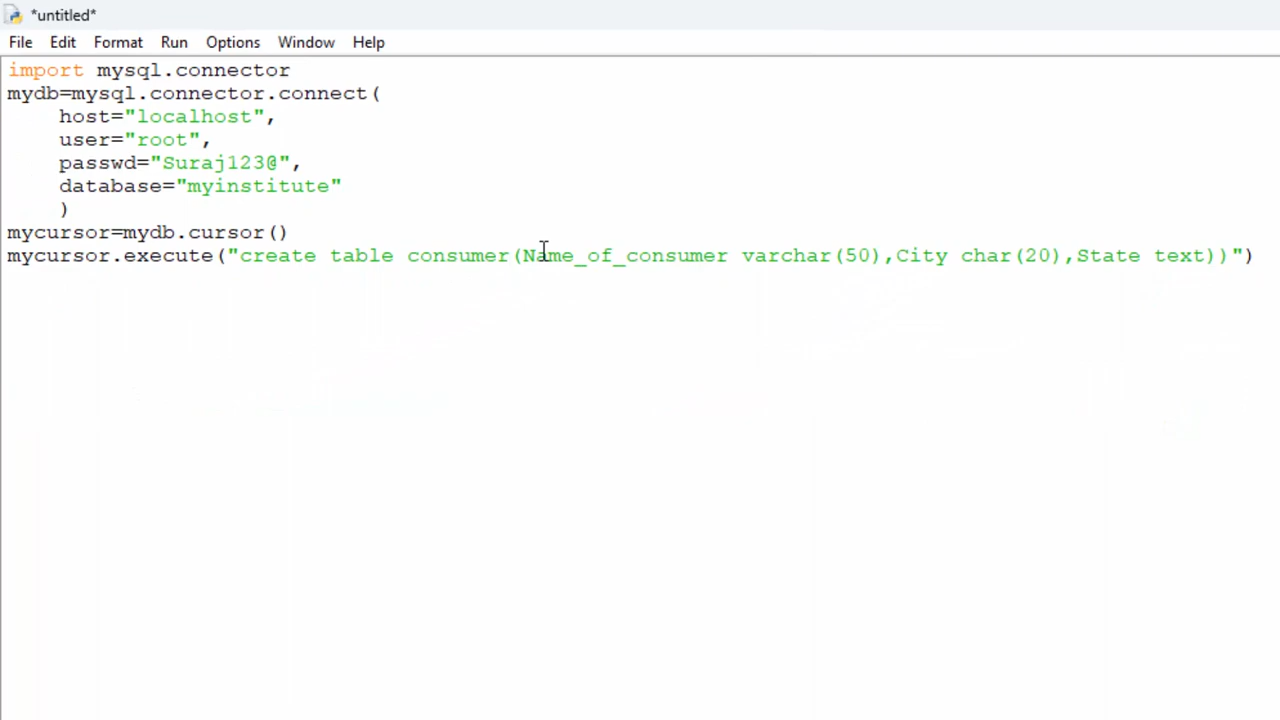 *untitled*
File Edit Format Run Options Window Help
import mysql.connector
mydb=mysql.connector.connect(
    host="localhost",
    user="root",
    passwd="Suraj123@",
    database="myinstitute"
    )
mycursor=mydb.cursor()
mycursor.execute("create table consumer(Name_of_consumer varchar(50),City char(20),State text))")